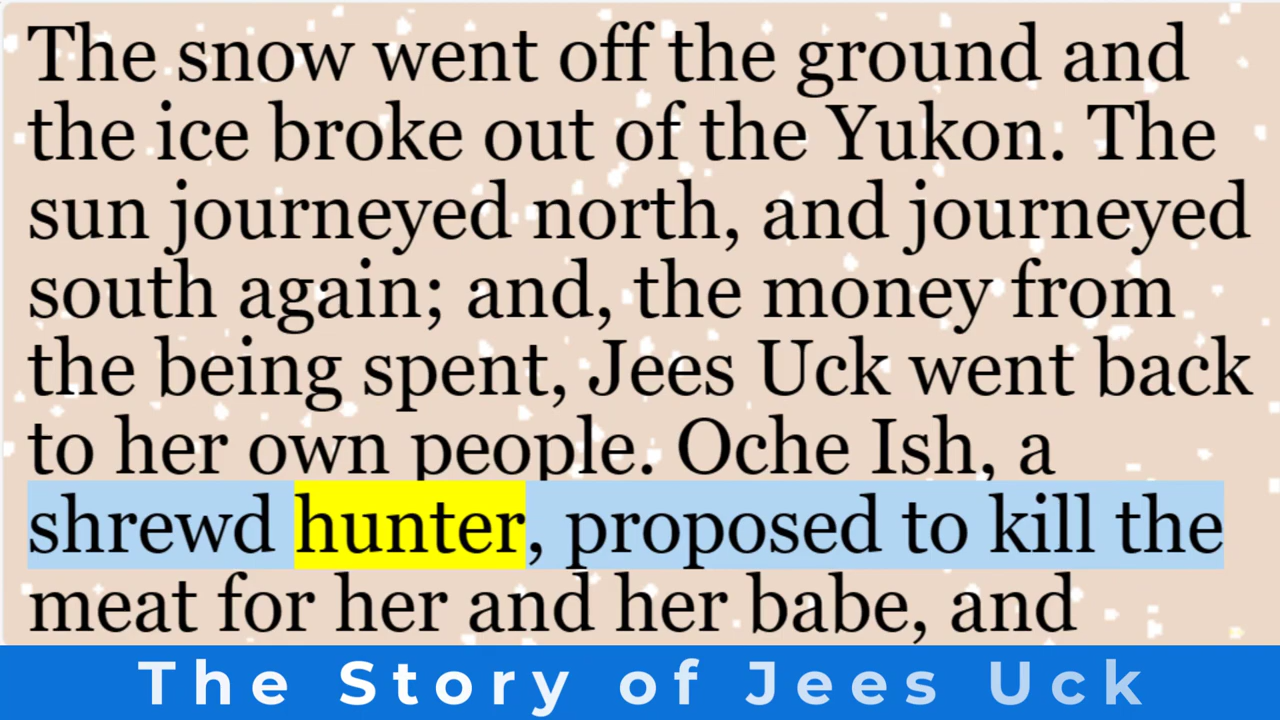 The snow went off the ground and
the ice broke out of the Yukon. The
sun journeyed north, and journeyed
south again; and, the money from
the being spent, Jees Uck went back
to her own people. Oche Ish, a
shrewd hunter, proposed to kill the
meat for her and her babe, and
The Story of Jees Uck